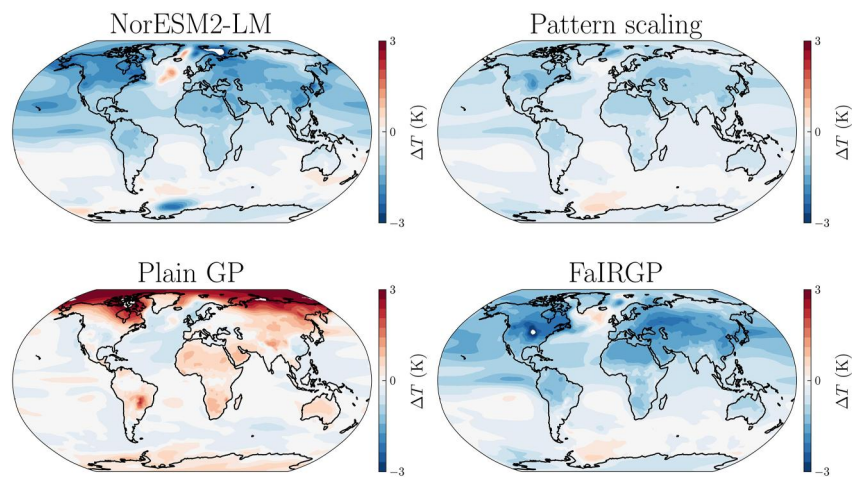 NorESM2-LM
3
0
−3
ΔT (K)
Pattern scaling
3
0
−3
ΔT (K)
Plain GP
3
0
−3
ΔT (K)
FaIRGP
3
0
−3
ΔT (K)